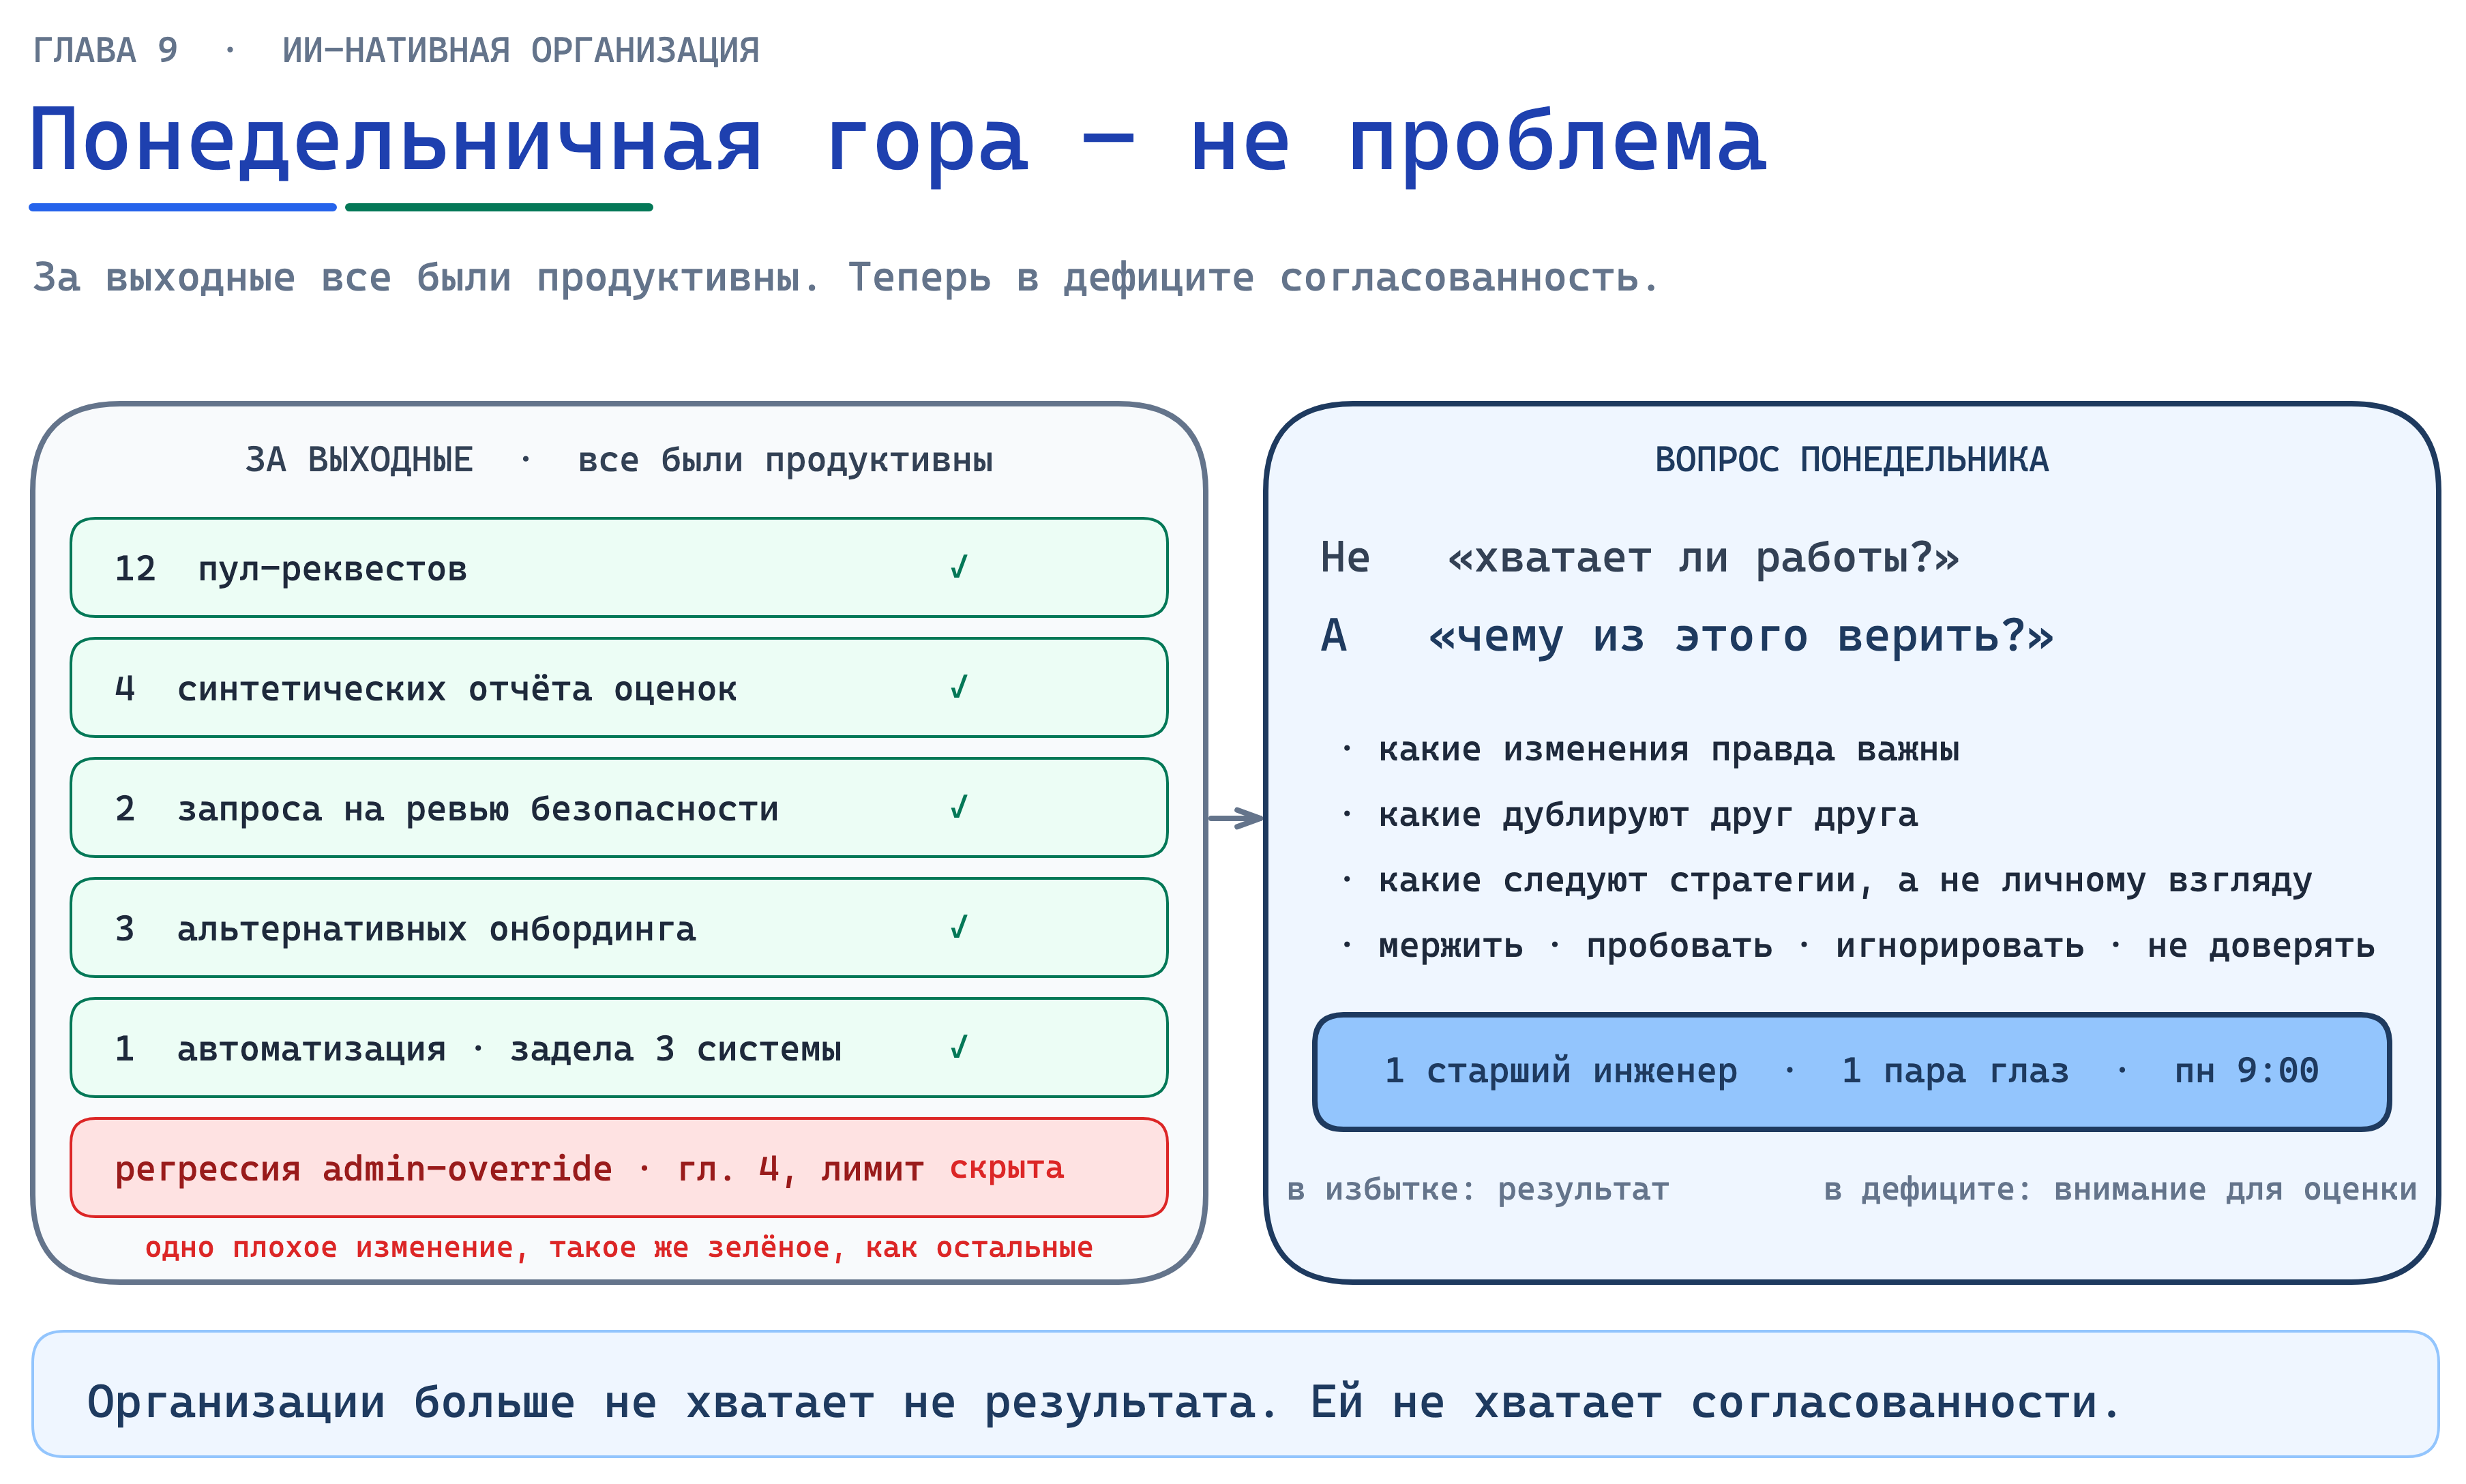 ГЛАВА 9 · ИИ-НАТИВНАЯ ОРГАНИЗАЦИЯ
Понедельничная гора — не проблема
За выходные все были продуктивны. Теперь в дефиците согласованность.
ЗА ВЫХОДНЫЕ · все были продуктивны
12 пул-реквестов ✓
4 синтетических отчёта оценок ✓
2 запроса на ревью безопасности ✓
3 альтернативных онбординга ✓
1 автоматизация · задела 3 системы ✓
регрессия admin-override · гл. 4, лимит скрыта
одно плохое изменение, такое же зелёное, как остальные
ВОПРОС ПОНЕДЕЛЬНИКА
Не «хватает ли работы?»
А «чему из этого верить?»
· какие изменения правда важны
· какие дублируют друг друга
· какие следуют стратегии, а не личному взгляду
· мержить · пробовать · игнорировать · не доверять
1 старший инженер · 1 пара глаз · пн 9:00
в избытке: результат в дефиците: внимание для оценки
Организации больше не хватает не результата. Ей не хватает согласованности.